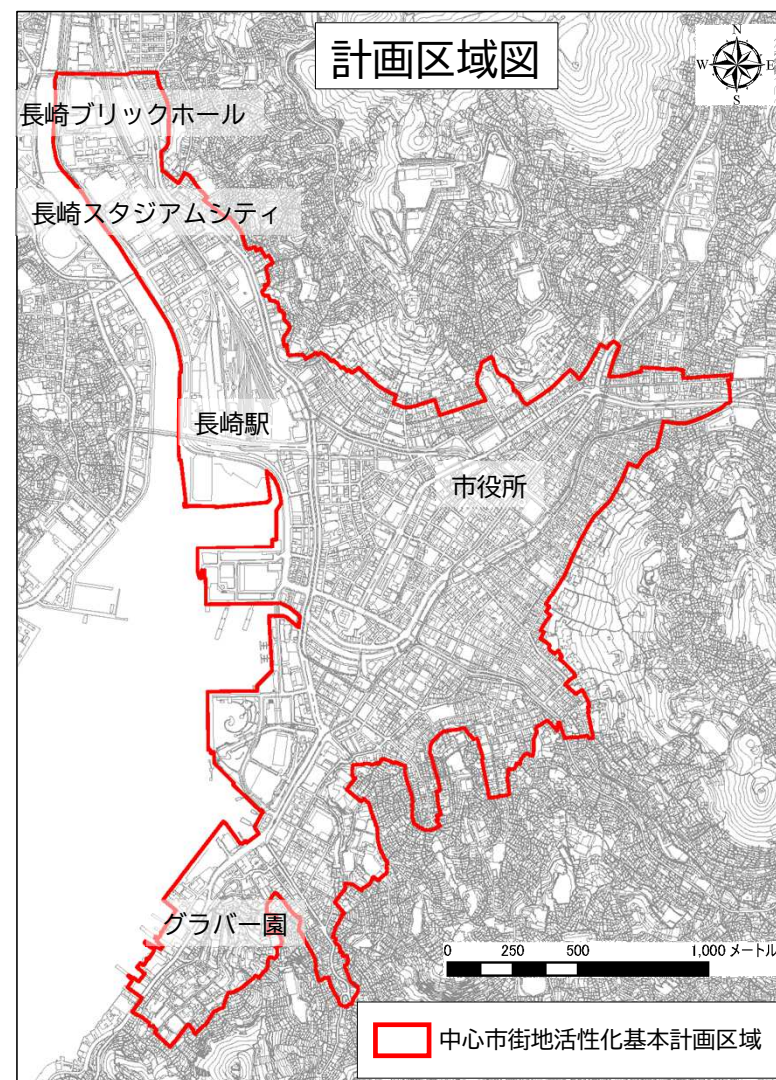 計画区域図
N
W E
S
長崎ブリックホール
長崎スタジアムシティ
長崎駅
市役所
グラバー園
0 250 500 1,000 メートル
中心市街地活性化基本計画区域